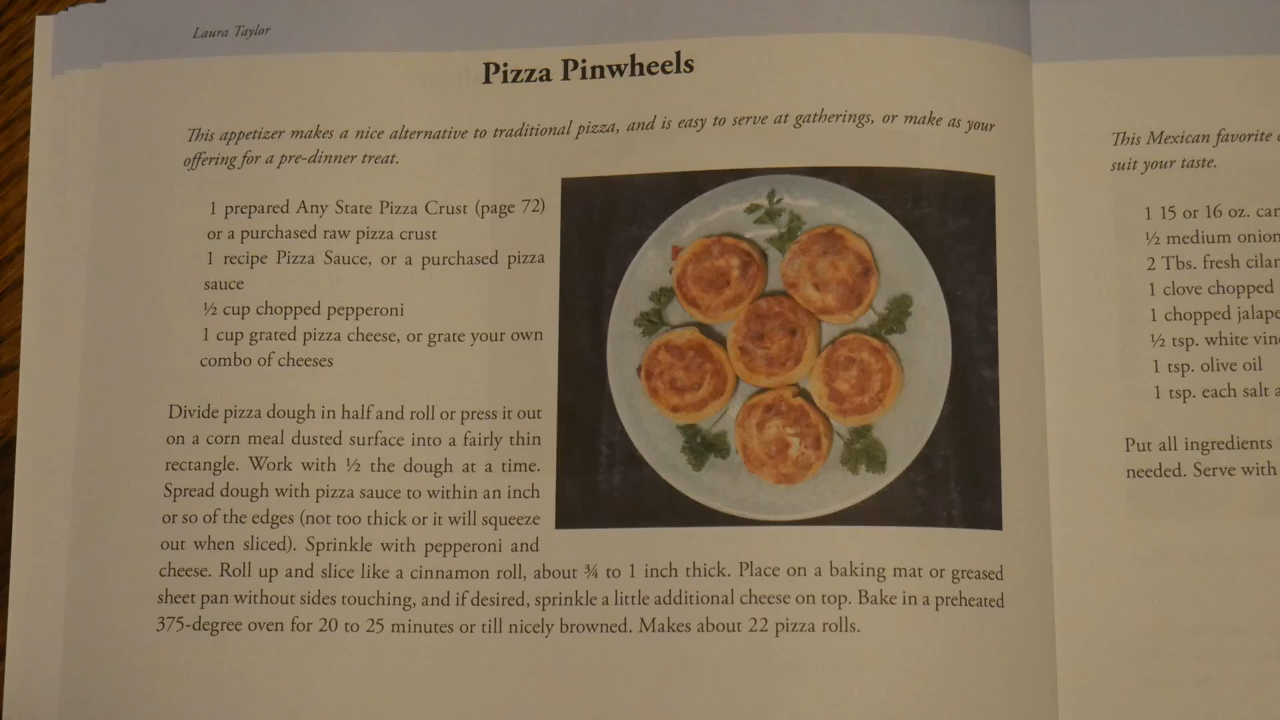 Laura Taylor
Pizza Pinwheels
This appetizer makes a nice alternative to traditional pizza, and is easy to serve at gatherings, or make as your
offering for a pre-dinner treat.
1 prepared Any State Pizza Crust (page 72)
or a purchased raw pizza crust
1 recipe Pizza Sauce, or a purchased pizza
sauce
½ cup chopped pepperoni
1 cup grated pizza cheese, or grate your own
combo of cheeses
Divide pizza dough in half and roll or press it out
on a corn meal dusted surface into a fairly thin
rectangle. Work with ½ the dough at a time.
Spread dough with pizza sauce to within an inch
or so of the edges (not too thick or it will squeeze
out when sliced). Sprinkle with pepperoni and
cheese. Roll up and slice like a cinnamon roll, about ¾ to 1 inch thick. Place on a baking mat or greased
sheet pan without sides touching, and if desired, sprinkle a little additional cheese on top. Bake in a preheated
375-degree oven for 20 to 25 minutes or till nicely browned. Makes about 22 pizza rolls.
This Mexican favorite
suit your taste.
1 15 or 16 oz. can
½ medium onion
2 Tbs. fresh cilan
1 clove chopped
1 chopped jalape
½ tsp. white vin
1 tsp. olive oil
1 tsp. each salt a
Put all ingredients
needed. Serve with